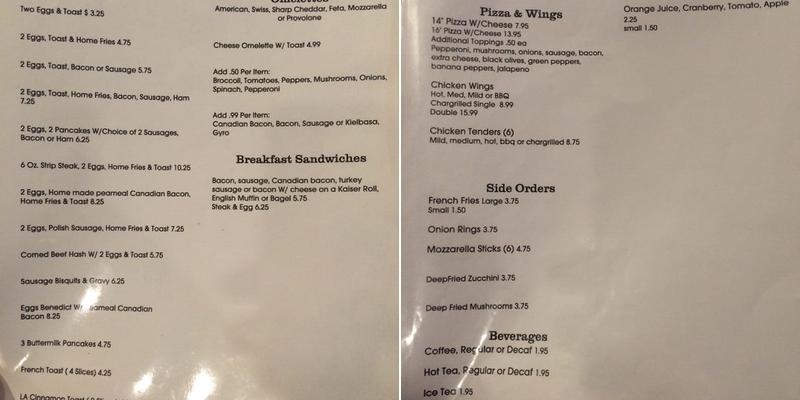 Two Eggs & Toast $ 3.25
2 Eggs, Toast & Home Fries 4.75
2 Eggs, Toast, Bacon or Sausage 5.75
2 Eggs, Toast, Home Fries, Bacon, Sausage, Ham
7.25
2 Eggs, 2 Pancakes W/Choice of 2 Sausages,
Bacon or Ham 6.25
6 Oz. Strip Steak, 2 Eggs, Home Fries & Toast 10.25
2 Eggs, Home made peameal Canadian Bacon,
Home Fries & Toast 8.25
2 Eggs, Polish Sausage, Home Fries & Toast 7.25
Corned Beef Hash W/ 2 Eggs & Toast 5.75
Sausage Bisquits & Gravy 6.25
Eggs Benedict W/ peameal Canadian
Bacon 8.25
3 Buttermilk Pancakes 4.75
French Toast ( 4 Slices) 4.25
LA Cinnamon Toast
Omelettes
American, Swiss, Sharp Cheddar, Feta, Mozzarella
or Provolone
Cheese Omelette W/ Toast 4.99
Add .50 Per Item:
Broccoli, Tomatoes, Peppers, Mushrooms, Onions,
Spinach, Pepperoni
Add .99 Per Item:
Canadian Bacon, Bacon, Sausage or Kielbasa,
Gyro
Breakfast Sandwiches
Bacon, sausage, Canadian bacon, turkey
sausage or bacon W/ cheese on a Kaiser Roll,
English Muffin or Bagel 5.75
Steak & Egg 6.25
Pizza & Wings
14" Pizza W/Cheese 7.95
16" Pizza W/Cheese 13.95
Additional Toppings .50 ea
Pepperoni, mushrooms, onions, sausage, bacon,
extra cheese, black olives, green peppers,
banana peppers, jalapeno
Chicken Wings
Hot, Med, Mild or BBQ
Chargrilled Single 8.99
Double 15.99
Chicken Tenders (6)
Mild, medium, hot, bbq or chargrilled 8.75
Side Orders
French Fries Large 3.75
Small 1.50
Onion Rings 3.75
Mozzarella Sticks (6) 4.75
DeepFried Zucchini 3.75
Deep Fried Mushrooms 3.75
Beverages
Coffee, Regular or Decaf 1.95
Hot Tea, Regular or Decaf 1.95
Ice Tea 1.95
Orange Juice, Cranberry, Tomato, Apple
2.25
small 1.50